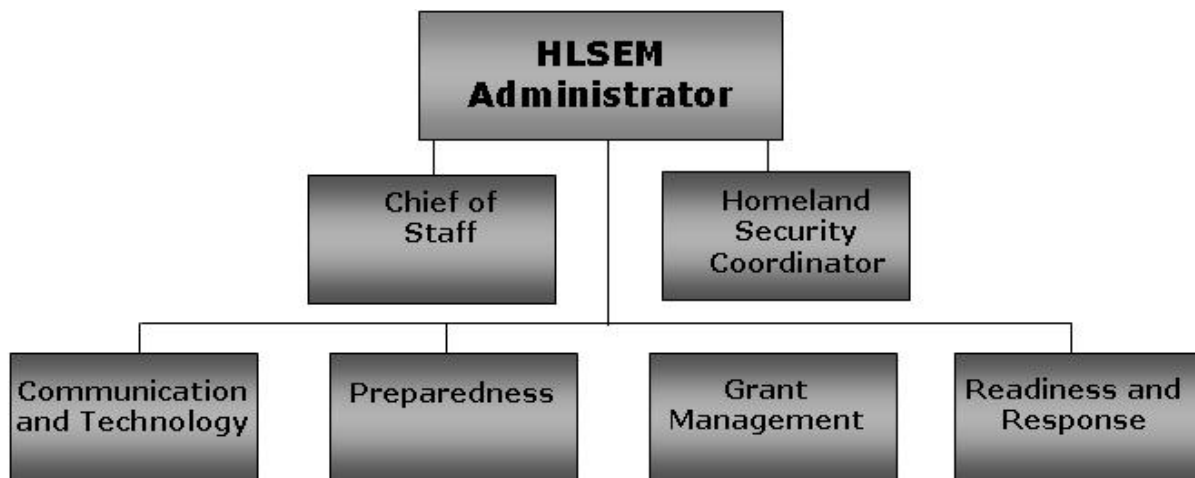 HLSEM
Administrator
Chief of
Staff
Homeland
Security
Coordinator
Communication
and Technology
Preparedness
Grant
Management
Readiness and
Response